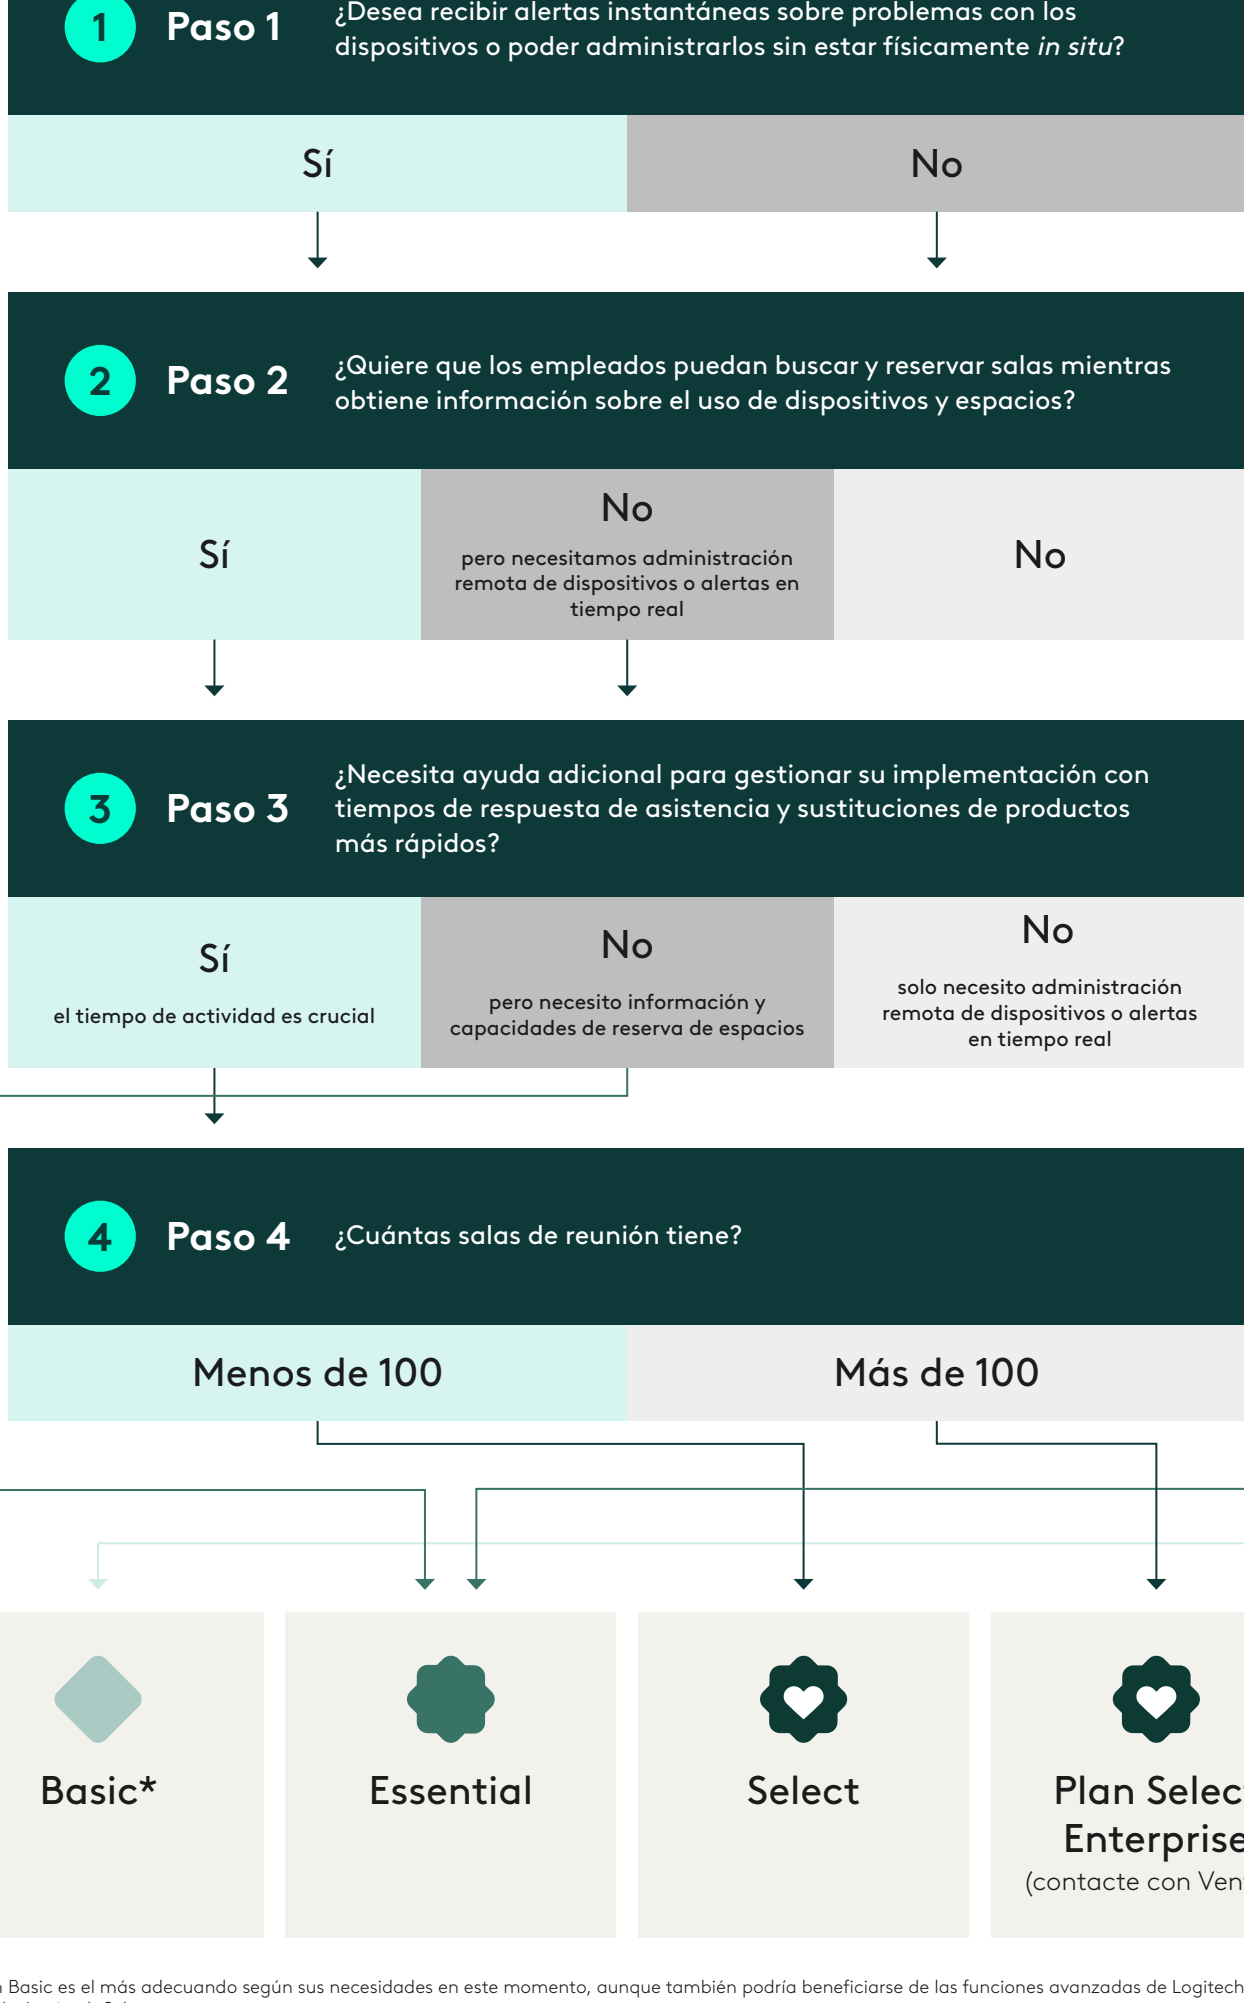 1
Paso 1
¿Desea recibir alertas instantáneas sobre problemas con los
dispositivos o poder administrarlos sin estar físicamente in situ?
Sí
No
2
Paso 2
¿Quiere que los empleados puedan buscar y reservar salas mientras
obtiene información sobre el uso de dispositivos y espacios?
Sí
No
pero necesitamos administración
remota de dispositivos o alertas en
tiempo real
No
3
Paso 3
¿Necesita ayuda adicional para gestionar su implementación con
tiempos de respuesta de asistencia y sustituciones de productos
más rápidos?
Sí
el tiempo de actividad es crucial
No
pero necesito información y
capacidades de reserva de espacios
No
solo necesito administración
remota de dispositivos o alertas
en tiempo real
4
Paso 4
¿Cuántas salas de reunión tiene?
Menos de 100
Más de 100
Basic*
Essential
Select
Plan Selec
Enterprise
(contacte con Ven
Basic es el más adecuando según sus necesidades en este momento, aunque también podría beneficiarse de las funciones avanzadas de Logitech